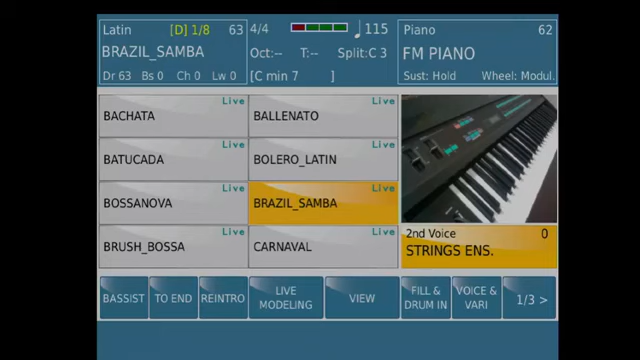 Latin [D] 1/8 63
BRAZIL_SAMBA
Dr 63 Bs 0 Ch 0 Lw 0
4/4 115
Oct:-- T:-- Split:C 3
[C min 7 ]
Piano 62
FM PIANO
Sust: Hold Wheel: Modul.
BACHATA Live
BALLENATO Live
BATUCADA Live
BOLERO_LATIN Live
BOSSANOVA Live
BRAZIL_SAMBA Live
BRUSH_BOSSA Live
CARNAVAL Live
2nd Voice 0
STRINGS ENS.
BASSIST
TO END
REINTRO
LIVE
MODELING
VIEW
FILL &
DRUM IN
VOICE &
VARI
1/3 >